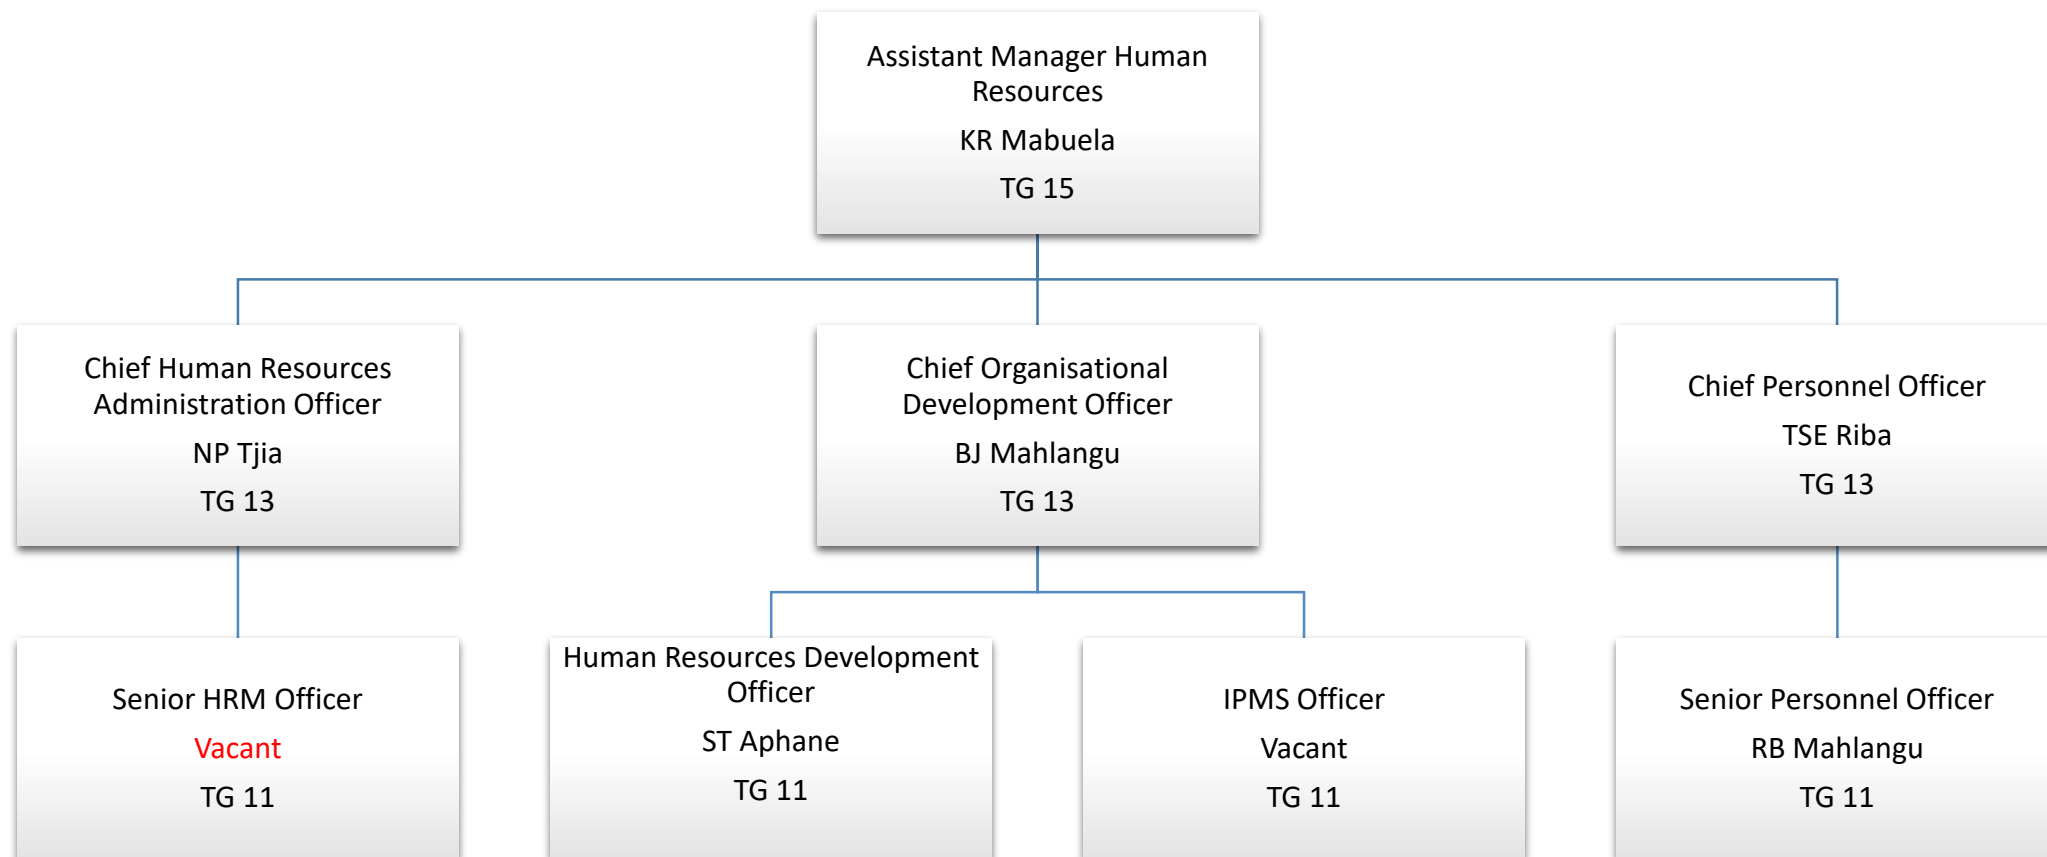 Assistant Manager Human
Resources
KR Mabuela
TG 15
Chief Human Resources
Administration Officer
NP Tjia
TG 13
Chief Organisational
Development Officer
BJ Mahlangu
TG 13
Chief Personnel Officer
TSE Riba
TG 13
Senior HRM Officer
Vacant
TG 11
Human Resources Development
Officer
ST Aphane
TG 11
IPMS Officer
Vacant
TG 11
Senior Personnel Officer
RB Mahlangu
TG 11